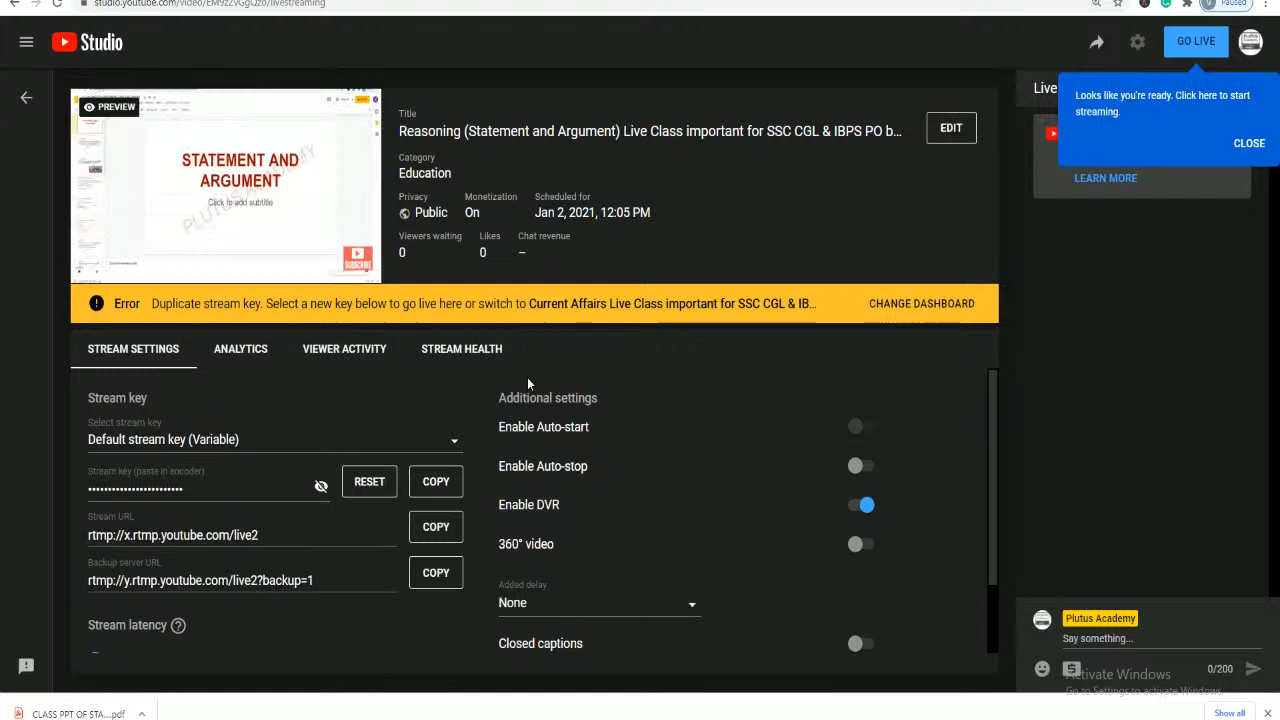 studio.youtube.com/video/EM9zZVGgQzo/livestreaming
Paused
Studio
GO LIVE
PREVIEW
STATEMENT AND
ARGUMENT
Click to add subtitle
PLUTUS ACADEMY
SUBSCRIBE
Title
Reasoning (Statement and Argument) Live Class important for SSC CGL & IBPS PO b...
EDIT
Category
Education
Privacy
Monetization
Scheduled for
Public
On
Jan 2, 2021, 12:05 PM
Viewers waiting
Likes
Chat revenue
0
0
–
Live
Looks like you're ready. Click here to start
streaming.
CLOSE
LEARN MORE
Error Duplicate stream key. Select a new key below to go live here or switch to Current Affairs Live Class important for SSC CGL & IB...
CHANGE DASHBOARD
STREAM SETTINGS
ANALYTICS
VIEWER ACTIVITY
STREAM HEALTH
Stream key
Select stream key
Default stream key (Variable)
Stream key (paste in encoder)
RESET
COPY
Stream URL
rtmp://x.rtmp.youtube.com/live2
COPY
Backup server URL
rtmp://y.rtmp.youtube.com/live2?backup=1
COPY
Stream latency
Additional settings
Enable Auto-start
Enable Auto-stop
Enable DVR
360° video
Added delay
None
Closed captions
Plutus Academy
Say something...
0/200
Activate Windows
Go to Settings to activate Windows.
CLASS PPT OF STA....pdf
Show all